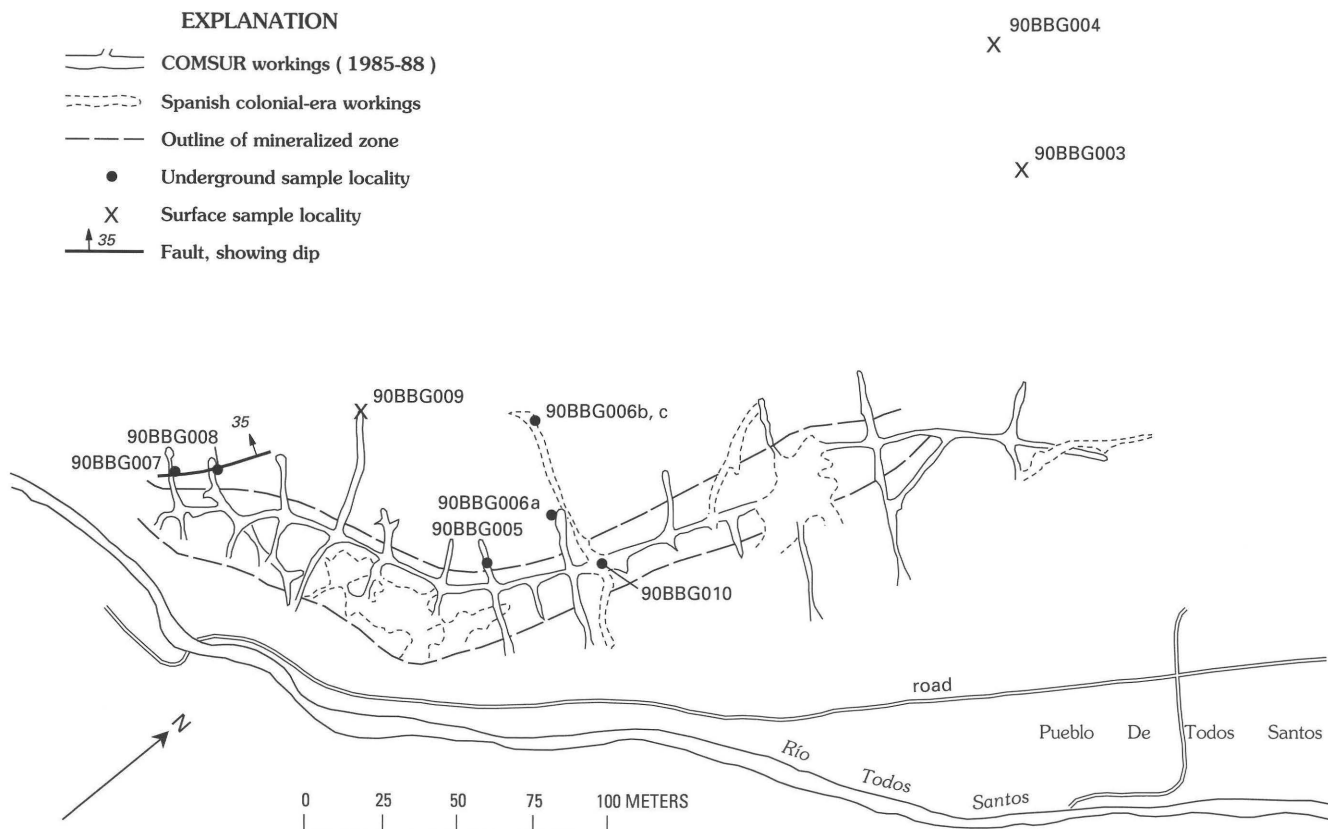 EXPLANATION
COMSUR workings ( 1985-88 )
Spanish colonial-era workings
Outline of mineralized zone
Underground sample locality
X Surface sample locality
35 Fault, showing dip
90BBG004
X
90BBG003
X
90BBG009
X
35
90BBG008
90BBG007
90BBG006b, c
90BBG006a
90BBG005
90BBG010
road
Pueblo De Todos Santos
Río Todos Santos
N
0 25 50 75 100 METERS